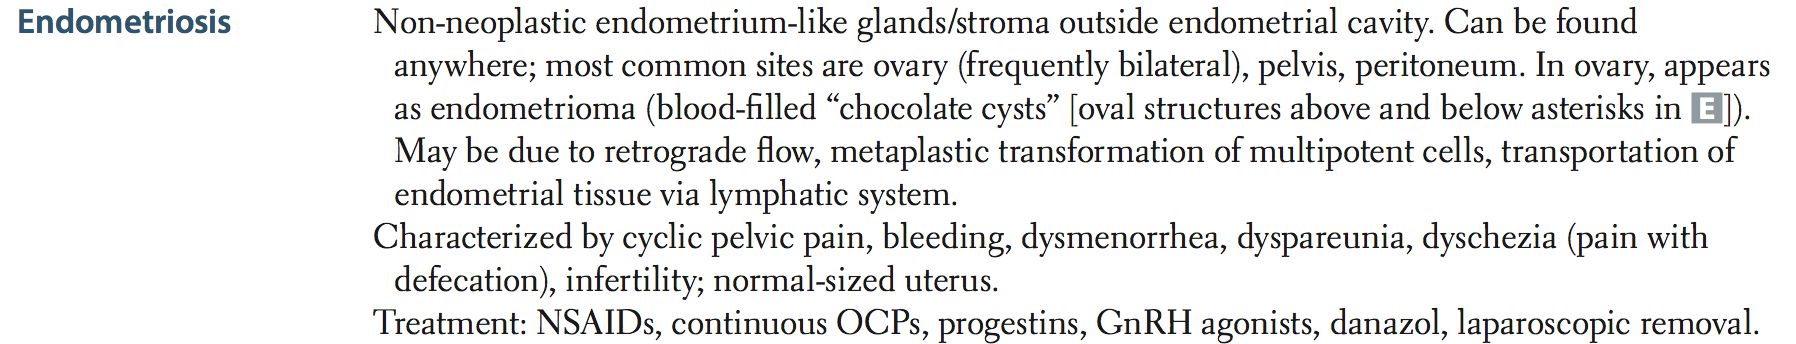 Endometriosis
Non-neoplastic endometrium-like glands/stroma outside endometrial cavity. Can be found
anywhere; most common sites are ovary (frequently bilateral), pelvis, peritoneum. In ovary, appears
as endometrioma (blood-filled “chocolate cysts” [oval structures above and below asterisks in E]).
May be due to retrograde flow, metaplastic transformation of multipotent cells, transportation of
endometrial tissue via lymphatic system.
Characterized by cyclic pelvic pain, bleeding, dysmenorrhea, dyspareunia, dyschezia (pain with
defecation), infertility; normal-sized uterus.
Treatment: NSAIDs, continuous OCPs, progestins, GnRH agonists, danazol, laparoscopic removal.